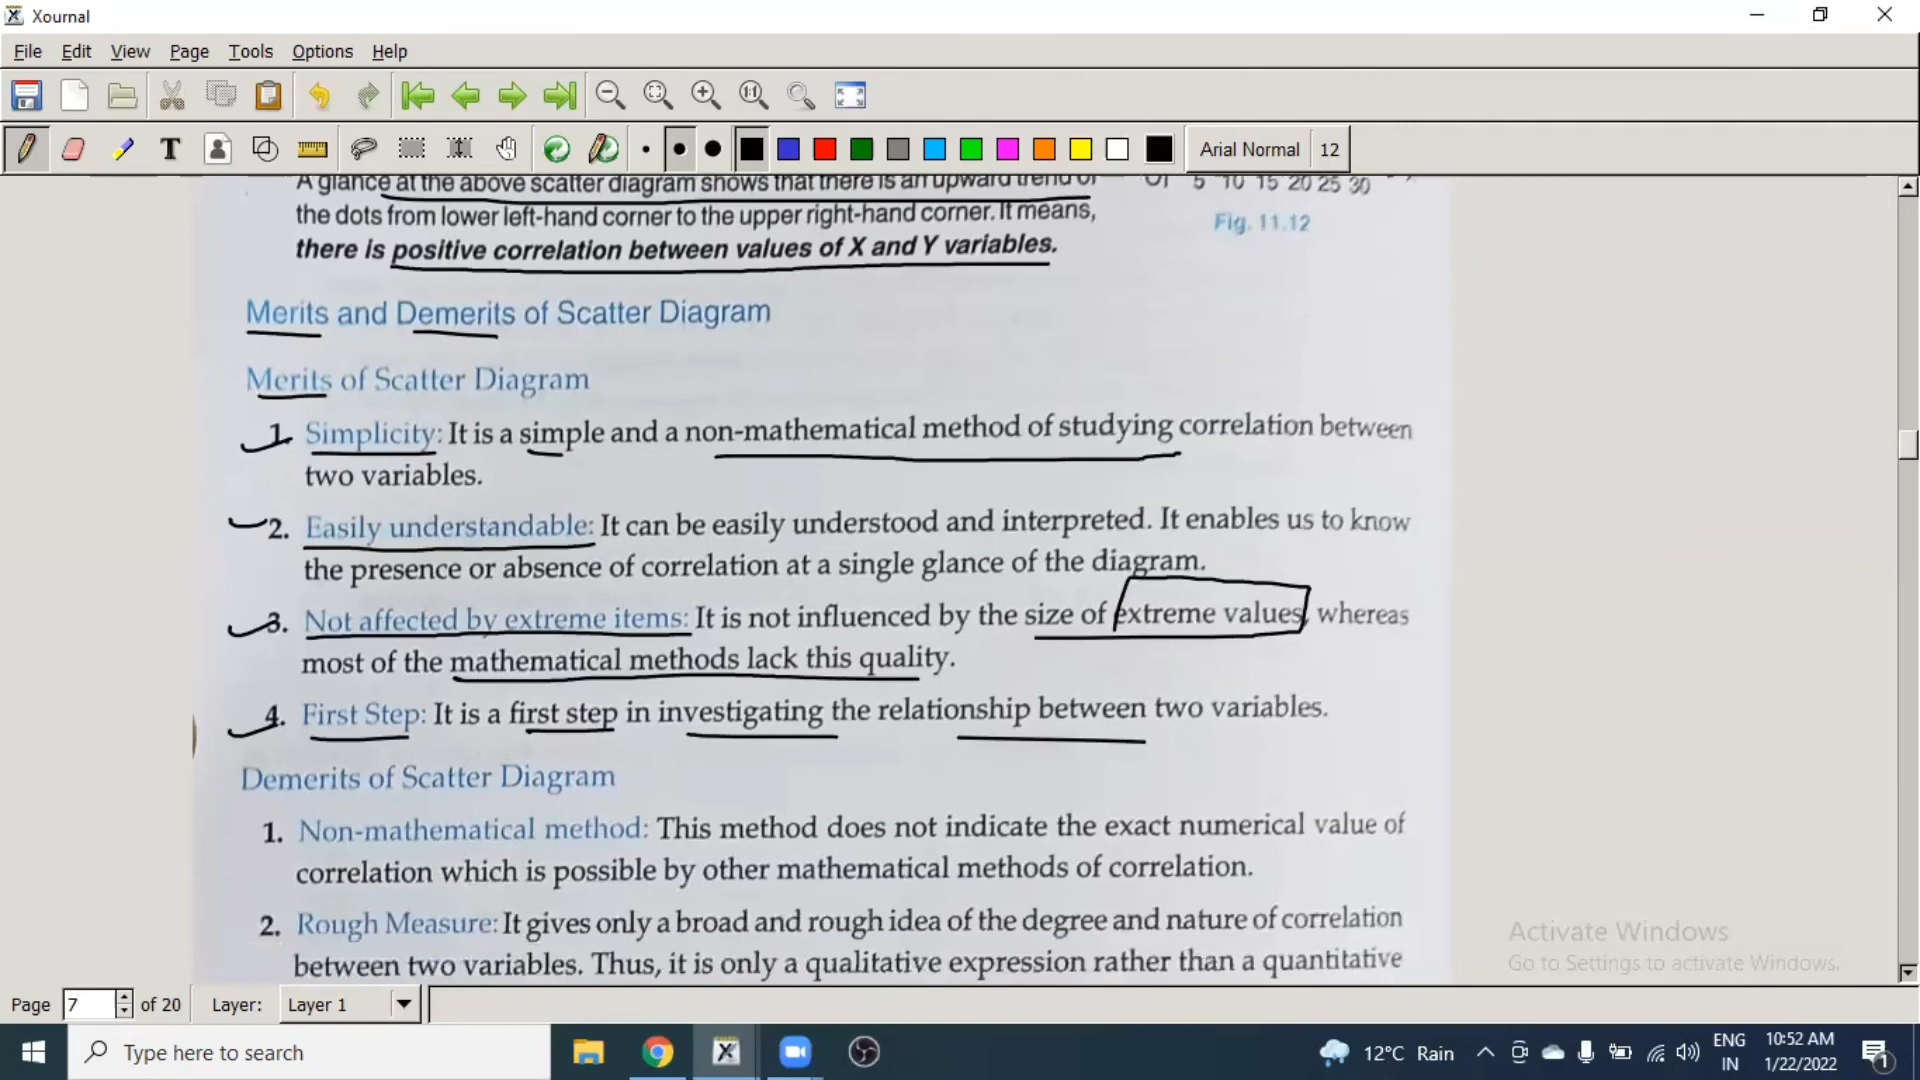 Xournal
File Edit View Page Tools Options Help
T Arial Normal 12
A glance at the above scatter diagram shows that there is an upward trend of
the dots from lower left-hand corner to the upper right-hand corner. It means,
there is positive correlation between values of X and Y variables.
5 10 15 20 25 30
Fig. 11.12
Merits and Demerits of Scatter Diagram
Merits of Scatter Diagram
1. Simplicity: It is a simple and a non-mathematical method of studying correlation between
two variables.
2. Easily understandable: It can be easily understood and interpreted. It enables us to know
the presence or absence of correlation at a single glance of the diagram.
3. Not affected by extreme items: It is not influenced by the size of extreme values, whereas
most of the mathematical methods lack this quality.
4. First Step: It is a first step in investigating the relationship between two variables.
Demerits of Scatter Diagram
1. Non-mathematical method: This method does not indicate the exact numerical value of
correlation which is possible by other mathematical methods of correlation.
2. Rough Measure: It gives only a broad and rough idea of the degree and nature of correlation
between two variables. Thus, it is only a qualitative expression rather than a quantitative
Activate Windows
Go to Settings to activate Windows.
Page 7 of 20 Layer: Layer 1
Type here to search
12°C Rain
ENG
IN
10:52 AM
1/22/2022
1